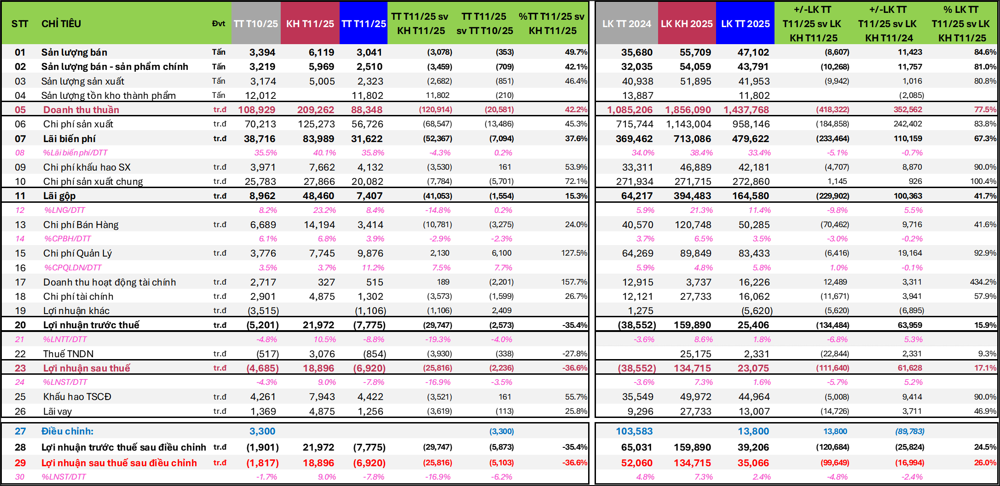 STT CHỈ TIÊU Đvt TT T10/25 KH T11/25 TT T11/25 TT T11/25 sv KH T11/25 TT T11/25 sv TT T10/25 %TT T11/25 sv KH T11/25 LK TT 2024 LK KH 2025 LK TT 2025 +/-LK TT T11/25 sv LK KH T11/25 +/-LK TT T11/25 sv LK KH T11/24 % LK TT T11/25 sv LK KH T11/25
01 Sản lượng bán Tấn 3,394 6,119 3,041 (3,078) (353) 49.7% 35,680 55,709 47,102 (8,607) 11,423 84.6%
02 Sản lượng bán - sản phẩm chính Tấn 3,219 5,969 2,510 (3,459) (709) 42.1% 32,035 54,059 43,791 (10,268) 11,757 81.0%
03 Sản lượng sản xuất Tấn 3,174 5,005 2,323 (2,682) (851) 46.4% 40,938 51,895 41,953 (9,942) 1,016 80.8%
04 Sản lượng tồn kho thành phẩm Tấn 12,012 11,802 11,802 (210) 13,887 11,802 (2,085)
05 Doanh thu thuần tr.đ 108,929 209,262 88,348 (120,914) (20,581) 42.2% 1,085,206 1,856,090 1,437,768 (418,322) 352,562 77.5%
06 Chi phí sản xuất tr.đ 70,213 125,273 56,726 (68,547) (13,486) 45.3% 715,744 1,143,004 958,146 (184,858) 242,402 83.8%
07 Lãi biến phí tr.đ 38,716 83,989 31,622 (52,367) (7,094) 37.6% 369,462 713,086 479,622 (233,464) 110,159 67.3%
08 %Lãi biến phí/DTT 35.5% 40.1% 35.8% -4.3% 0.2% 34.0% 38.4% 33.4% -5.1% -0.7%
09 Chi phí khấu hao SX tr.đ 3,971 7,662 4,132 (3,530) 161 53.9% 33,311 46,889 42,181 (4,707) 8,870 90.0%
10 Chi phí sản xuất chung tr.đ 25,783 27,866 20,082 (7,784) (5,701) 72.1% 271,934 271,715 272,860 1,145 926 100.4%
11 Lãi gộp tr.đ 8,962 48,460 7,407 (41,053) (1,554) 15.3% 64,217 394,483 164,580 (229,902) 100,363 41.7%
12 %LNG/DTT 8.2% 23.2% 8.4% -14.8% 0.2% 5.9% 21.3% 11.4% -9.8% 5.5%
13 Chi phí Bán Hàng tr.đ 6,689 14,194 3,414 (10,781) (3,275) 24.0% 40,570 120,748 50,285 (70,462) 9,716 41.6%
14 %CPBH/DTT 6.1% 6.8% 3.9% -2.9% -2.3% 3.7% 6.5% 3.5% -3.0% -0.2%
15 Chi phí Quản Lý tr.đ 3,776 7,745 9,876 2,130 6,100 127.5% 64,269 89,849 83,433 (6,416) 19,164 92.9%
16 %CPQLDN/DTT 3.5% 3.7% 11.2% 7.5% 7.7% 5.9% 4.8% 5.8% 1.0% -0.1%
17 Doanh thu hoạt động tài chính tr.đ 2,717 327 515 189 (2,201) 157.7% 12,915 3,737 16,226 12,489 3,311 434.2%
18 Chi phí tài chính tr.đ 2,901 4,875 1,302 (3,573) (1,599) 26.7% 12,121 27,733 16,062 (11,671) 3,941 57.9%
19 Lợi nhuận khác tr.đ (3,515) (1,106) (1,106) 2,409 1,275 (5,620) (5,620) (6,895)
20 Lợi nhuận trước thuế tr.đ (5,201) 21,972 (7,775) (29,747) (2,573) -35.4% (38,552) 159,890 25,406 (134,484) 63,959 15.9%
21 %LNTT/DTT -4.8% 10.5% -8.8% -19.3% -4.0% -3.6% 8.6% 1.8% -6.8% 5.3%
22 Thuế TNDN tr.đ (517) 3,076 (854) (3,930) (338) -27.8% 25,175 2,331 (22,844) 2,331 9.3%
23 Lợi nhuận sau thuế tr.đ (4,685) 18,896 (6,920) (25,816) (2,236) -36.6% (38,552) 134,715 23,075 (111,640) 61,628 17.1%
24 %LNST/DTT -4.3% 9.0% -7.8% -16.9% -3.5% -3.6% 7.3% 1.6% -5.7% 5.2%
25 Khấu hao TSCĐ tr.đ 4,261 7,943 4,422 (3,521) 161 55.7% 35,549 49,972 44,964 (5,008) 9,414 90.0%
26 Lãi vay tr.đ 1,369 4,875 1,256 (3,619) (113) 25.8% 9,296 27,733 13,007 (14,726) 3,711 46.9%
27 Điều chỉnh: 3,300 (3,300) 103,583 13,800 13,800 (89,783)
28 Lợi nhuận trước thuế sau điều chỉnh tr.đ (1,901) 21,972 (7,775) (29,747) (5,873) -35.4% 65,031 159,890 39,206 (120,684) (25,824) 24.5%
29 Lợi nhuận sau thuế sau điều chỉnh tr.đ (1,817) 18,896 (6,920) (25,816) (5,103) -36.6% 52,060 134,715 35,066 (99,649) (16,994) 26.0%
30 %LNST/DTT -1.7% 9.0% -7.8% -16.9% -6.2% 4.8% 7.3% 2.4% -4.8% -2.4%